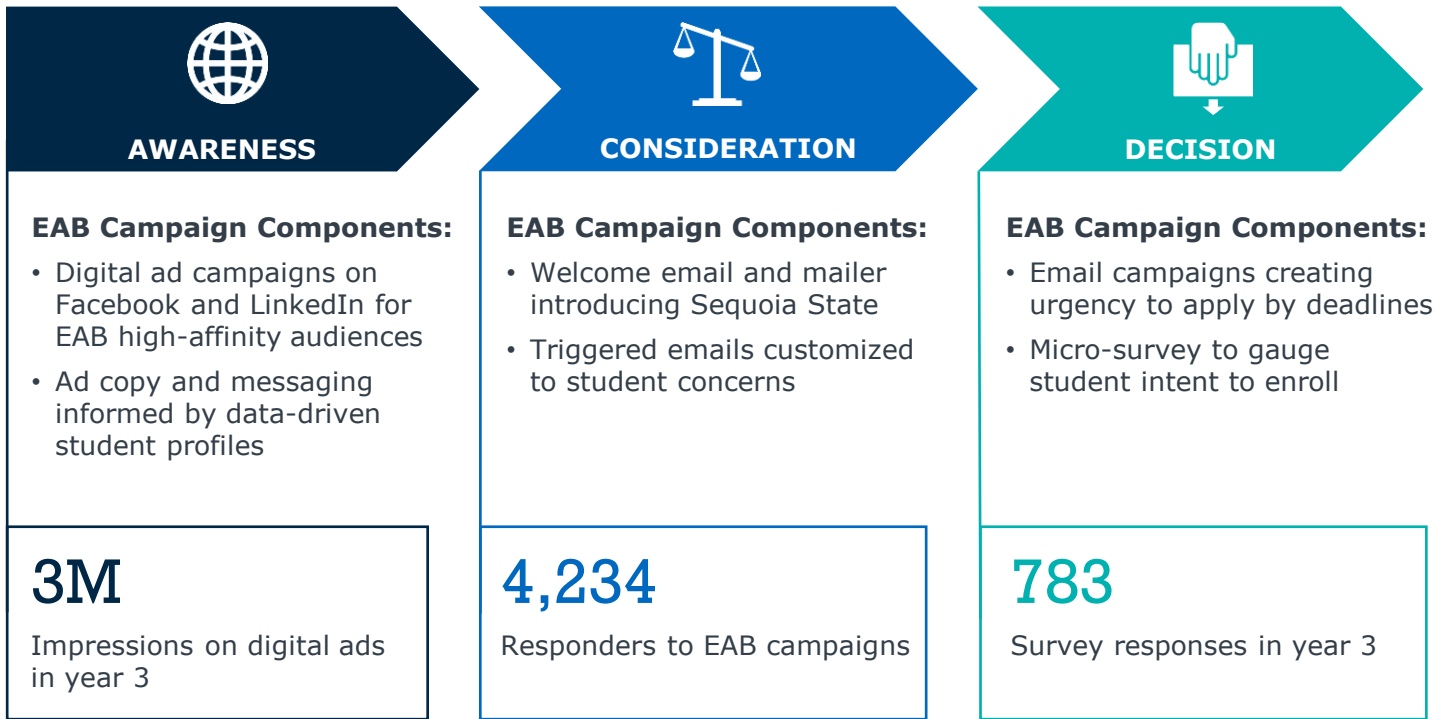 AWARENESS
EAB Campaign Components:
• Digital ad campaigns on
Facebook and LinkedIn for
EAB high-affinity audiences
• Ad copy and messaging
informed by data-driven
student profiles
3M
Impressions on digital ads
in year 3
CONSIDERATION
EAB Campaign Components:
• Welcome email and mailer
introducing Sequoia State
• Triggered emails customized
to student concerns
4,234
Responders to EAB campaigns
DECISION
EAB Campaign Components:
• Email campaigns creating
urgency to apply by deadlines
• Micro-survey to gauge
student intent to enroll
783
Survey responses in year 3